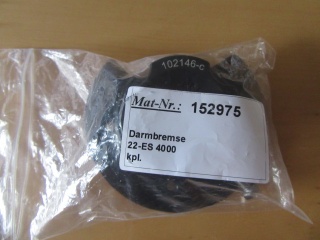 102146-c
Mat-Nr.: 152975
Darmbremse
22-ES 4000
kpl.